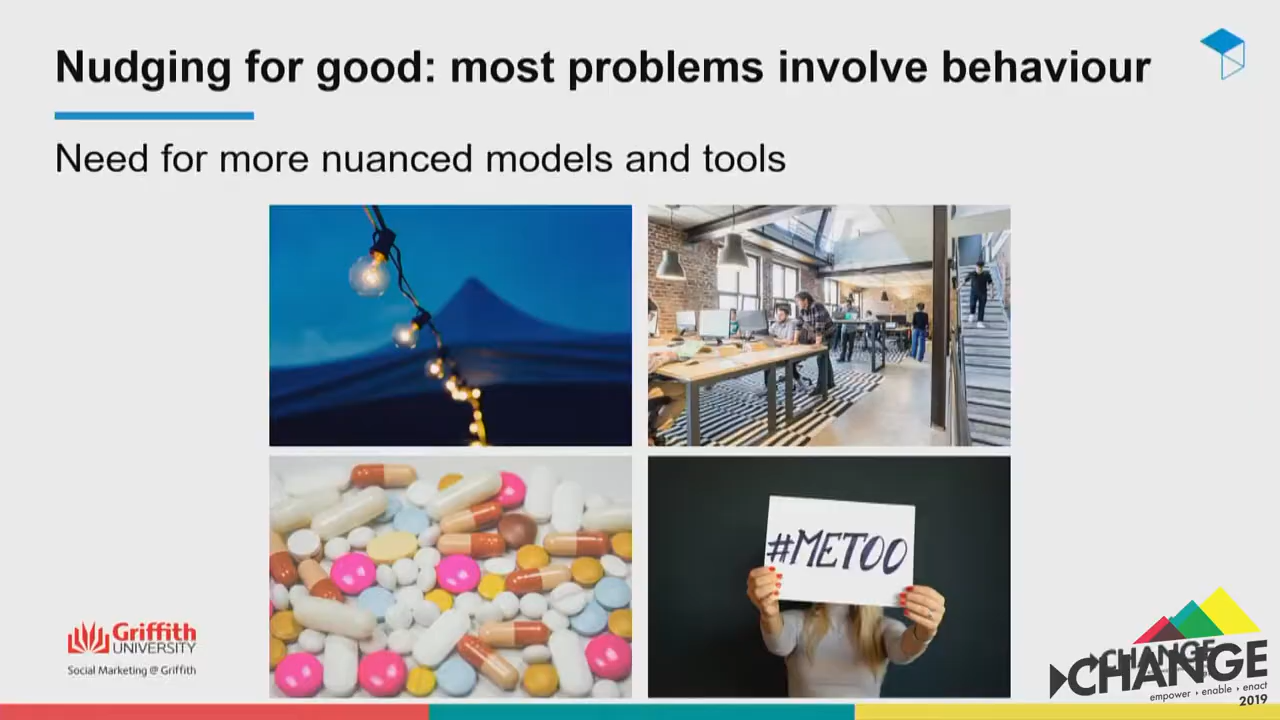 Nudging for good: most problems involve behaviour
Need for more nuanced models and tools
#METOO
Griffith
UNIVERSITY
Social Marketing @ Griffith
CHANGE
CHANGE
empower enable enact
2019